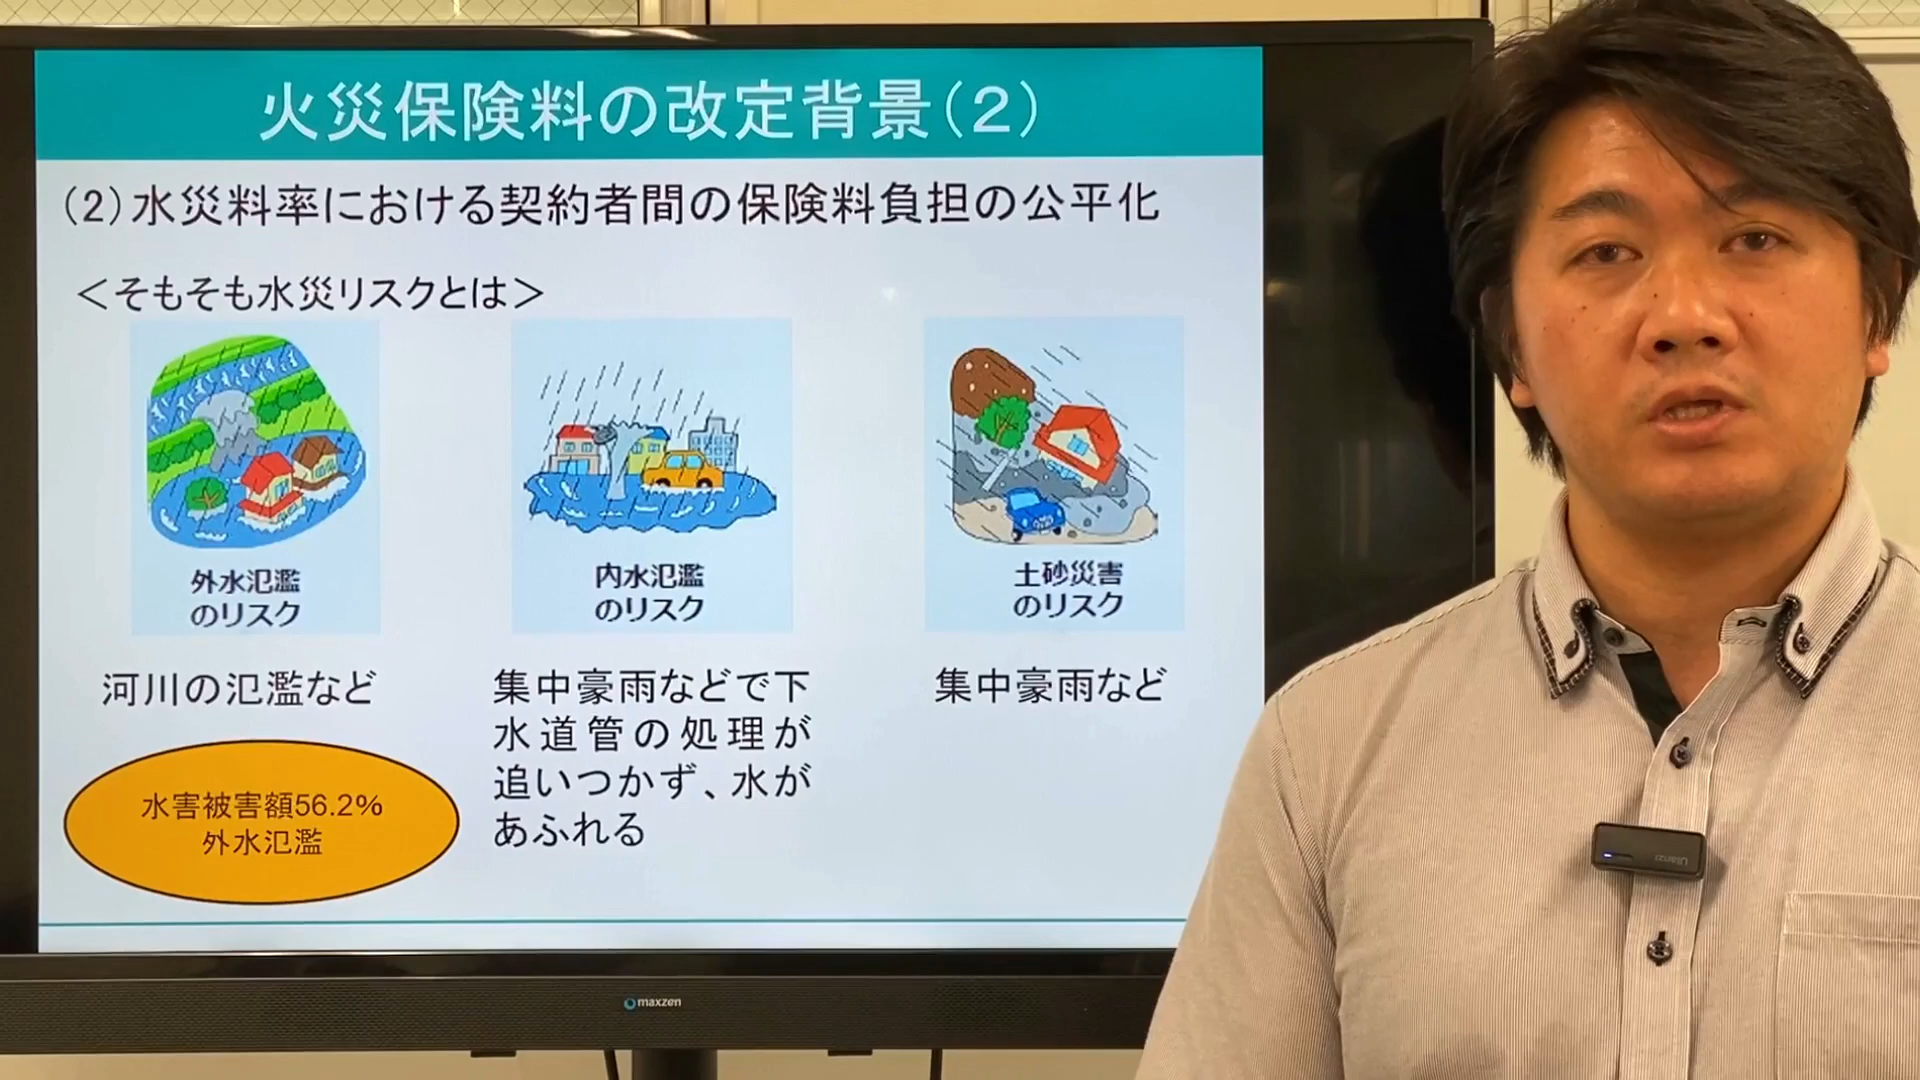 火災保険料の改定背景（２）
（２）水災料率における契約者間の保険料負担の公平化
＜そもそも水災リスクとは＞
外水氾濫
のリスク
河川の氾濫など
水害被害額56.2%
外水氾濫
内水氾濫
のリスク
集中豪雨などで下
水道管の処理が
追いつかず、水が
あふれる
土砂災害
のリスク
集中豪雨など
maxzen
Ulanzi